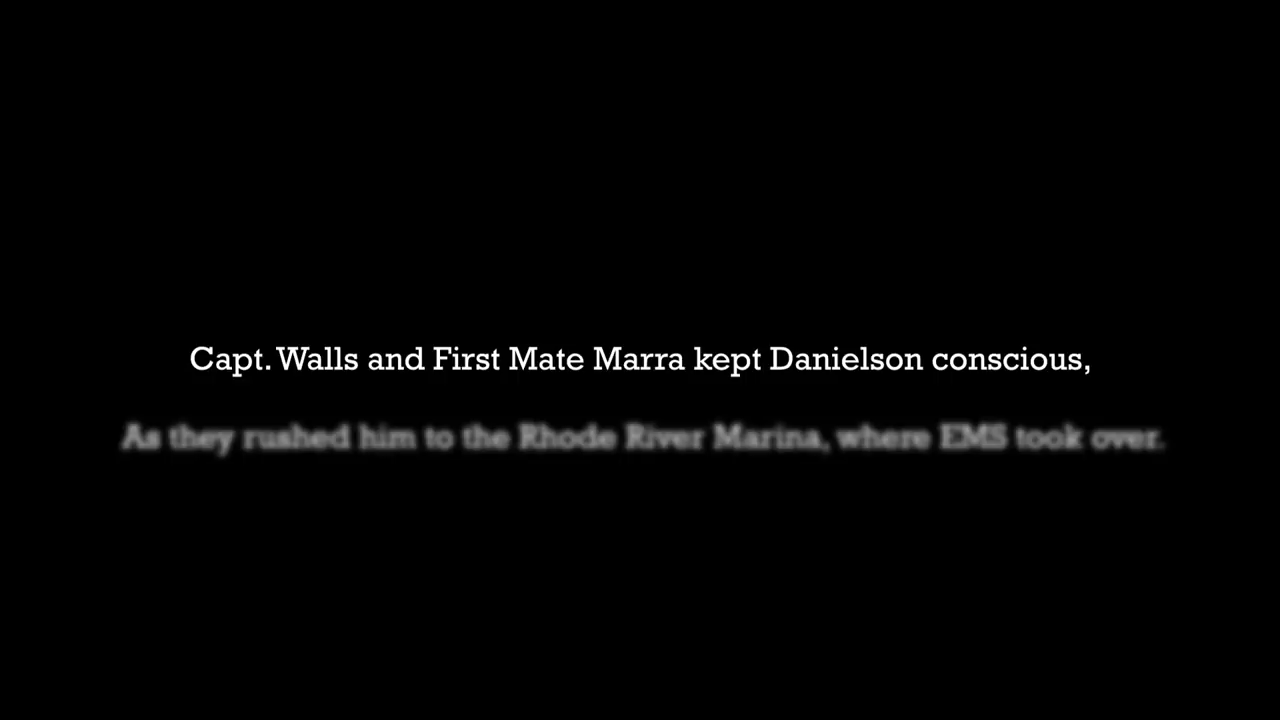 Capt. Walls and First Mate Marra kept Danielson conscious,
As they rushed him to the Rhode River Marina, where EMS took over.